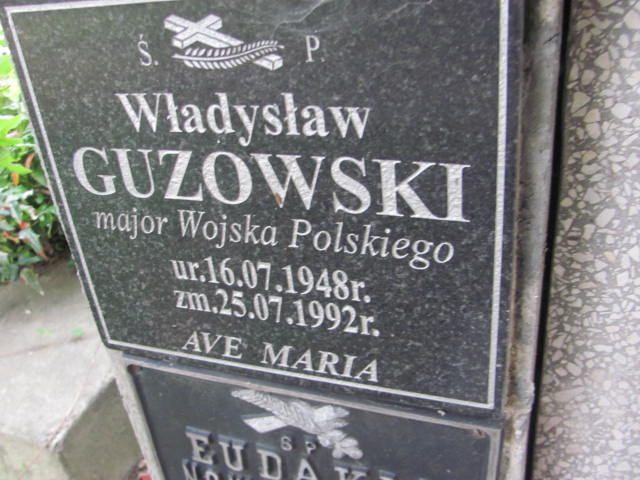 Ś. P.
Władysław
GUZOWSKI
major Wojska Polskiego
ur.16.07.1948r.
zm.25.07.1992r.
AVE MARIA
S P